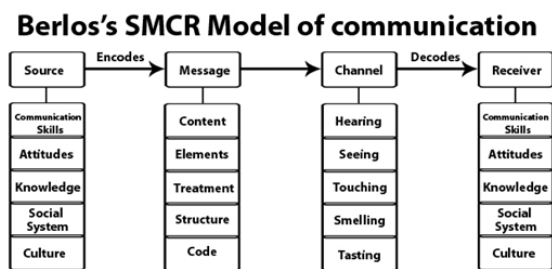 Berlos's SMCR Model of communication
Encodes
Decodes
Source
Message
Channel
Receiver
Communication
Skills
Attitudes
Knowledge
Social
System
Culture
Content
Elements
Treatment
Structure
Code
Hearing
Seeing
Touching
Smelling
Tasting
Communication
Skills
Attitudes
Knowledge
Social
System
Culture